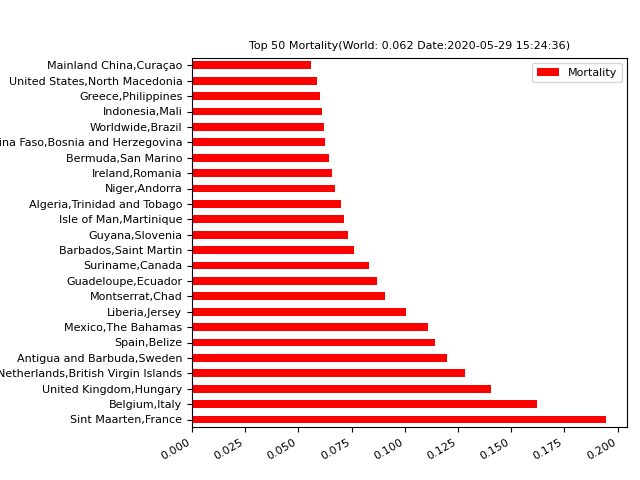 Top 50 Mortality(World: 0.062 Date:2020-05-29 15:24:36)
Mortality
Mainland China,Curaçao
United States,North Macedonia
Greece,Philippines
Indonesia,Mali
Worldwide,Brazil
Faso,Bosnia and Herzegovina
Bermuda,San Marino
Ireland,Romania
Niger,Andorra
Algeria,Trinidad and Tobago
Isle of Man,Martinique
Guyana,Slovenia
Barbados,Saint Martin
Suriname,Canada
Guadeloupe,Ecuador
Montserrat,Chad
Liberia,Jersey
Mexico,The Bahamas
Spain,Belize
Antigua and Barbuda,Sweden
Netherlands,British Virgin Islands
United Kingdom,Hungary
Belgium,Italy
Sint Maarten,France
0.000 0.025 0.050 0.075 0.100 0.125 0.150 0.175 0.200